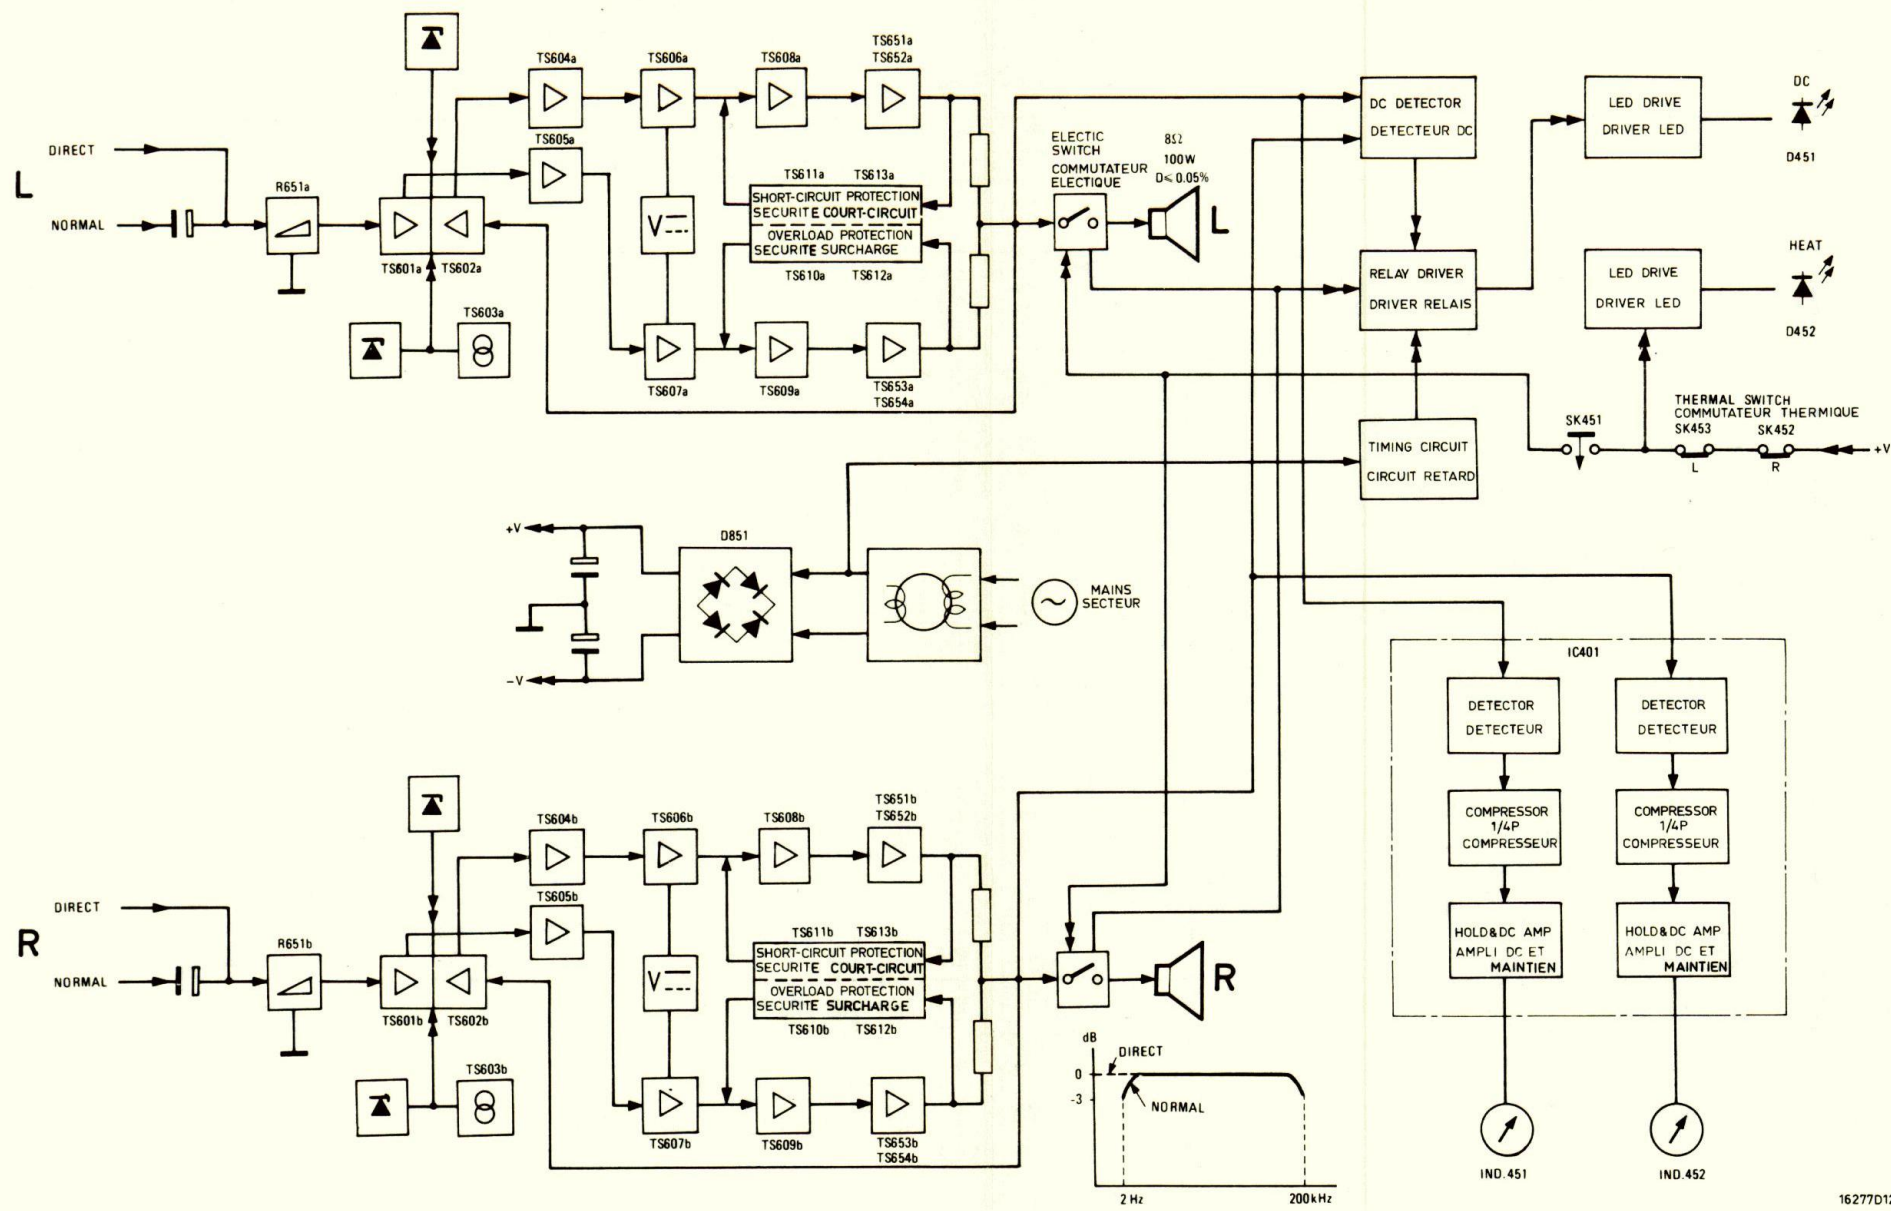 TS604a
TS606a
TS608a
TS651a
TS652a
DIRECT
L
NORMAL
R651a
TS605a
TS601a
TS602a
TS603a
V
TS611a
TS613a
SHORT-CIRCUIT PROTECTION
SECURITE COURT-CIRCUIT
OVERLOAD PROTECTION
SECURITE SURCHARGE
TS610a
TS612a
TS607a
TS609a
TS653a
TS654a
ELECTIC
SWITCH
COMMUTATEUR
ELECTIQUE
8Ω
100W
D⩽0.05%
L
DC DETECTOR
DETECTEUR DC
LED DRIVE
DRIVER LED
DC
D451
RELAY DRIVER
DRIVER RELAIS
LED DRIVE
DRIVER LED
HEAT
D452
THERMAL SWITCH
COMMUTATEUR THERMIQUE
SK451
SK453
SK452
L
R
+V
TIMING CIRCUIT
CIRCUIT RETARD
+V
D851
MAINS
SECTEUR
-V
IC401
DETECTOR
DETECTEUR
DETECTOR
DETECTEUR
COMPRESSOR
1/4P
COMPRESSEUR
COMPRESSOR
1/4P
COMPRESSEUR
HOLD&DC AMP
AMPLI DC ET
MAINTIEN
HOLD&DC AMP
AMPLI DC ET
MAINTIEN
IND.451
IND.452
TS604b
TS606b
TS608b
TS651b
TS652b
DIRECT
R
NORMAL
R651b
TS605b
TS601b
TS602b
TS603b
V
TS611b
TS613b
SHORT-CIRCUIT PROTECTION
SECURITE COURT-CIRCUIT
OVERLOAD PROTECTION
SECURITE SURCHARGE
TS610b
TS612b
TS607b
TS609b
TS653b
TS654b
R
dB
DIRECT
0
-3
NORMAL
2 Hz
200kHz
16277D12